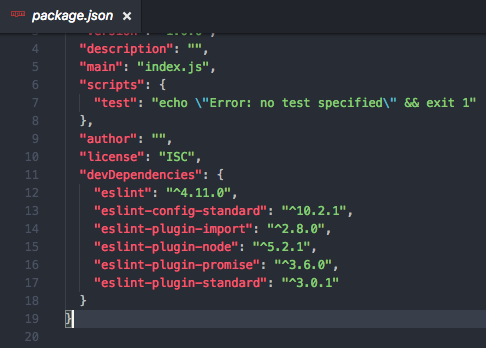 package.json ×
4 "description": "",
5 "main": "index.js",
6 "scripts": {
7 "test": "echo \"Error: no test specified\" && exit 1"
8 },
9 "author": "",
10 "license": "ISC",
11 "devDependencies": {
12 "eslint": "^4.11.0",
13 "eslint-config-standard": "^10.2.1",
14 "eslint-plugin-import": "^2.8.0",
15 "eslint-plugin-node": "^5.2.1",
16 "eslint-plugin-promise": "^3.6.0",
17 "eslint-plugin-standard": "^3.0.1"
18 }
19 }
20